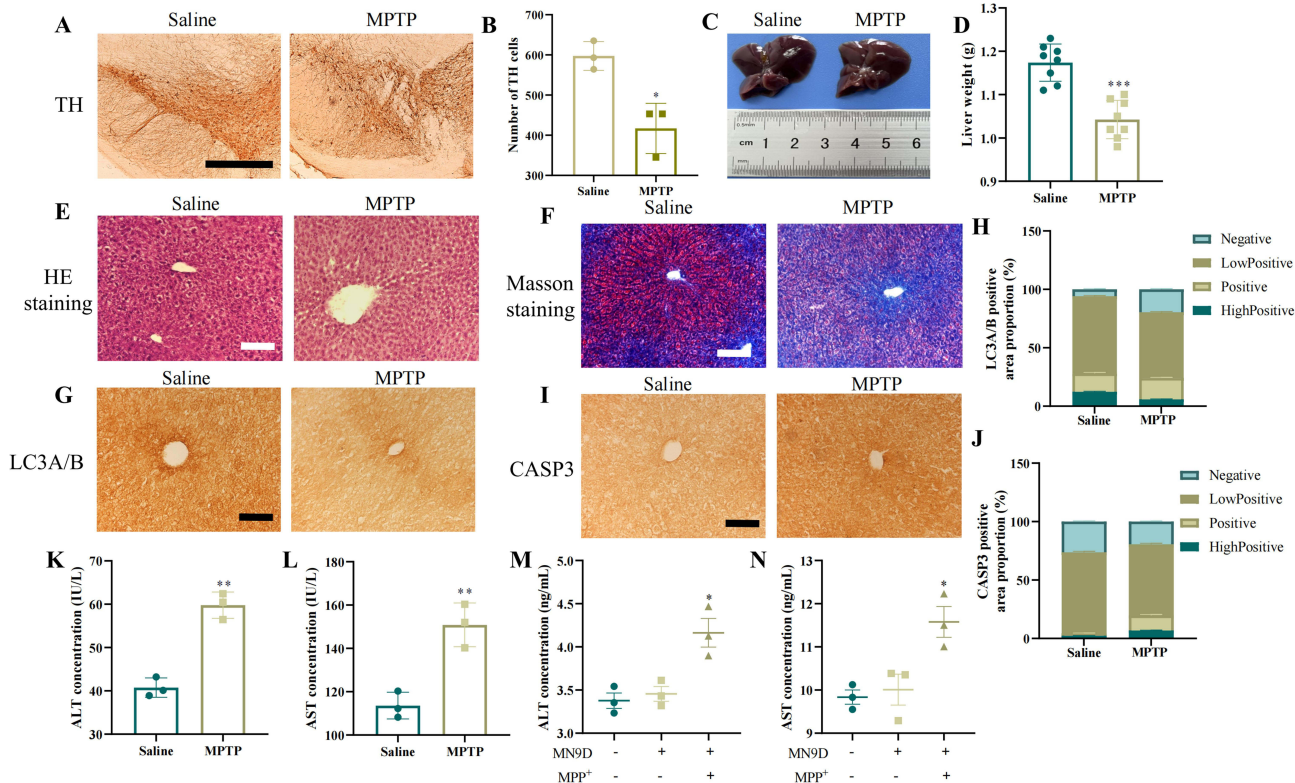 A
Saline
MPTP
TH
B
Number of TH cells
700
600
500
400
300
*
Saline
MPTP
C
Saline
MPTP
0.5mm
cm 1 2 3 4 5 6
mm
D
Liver weight (g)
1.3
1.2
1.1
1.0
0.9
***
Saline
MPTP
E
Saline
MPTP
HE
staining
F
Saline
MPTP
Masson
staining
G
Saline
MPTP
LC3A/B
H
LC3A/B positive
area proportion (%)
150
100
50
0
Saline
MPTP
Negative
LowPositive
Positive
HighPositive
I
Saline
MPTP
CASP3
J
CASP3 positive
area proportion (%)
150
100
50
0
Saline
MPTP
Negative
LowPositive
Positive
HighPositive
K
ALT concentration (IU/L)
70
60
50
40
30
**
Saline
MPTP
L
AST concentration (IU/L)
180
160
140
120
100
**
Saline
MPTP
M
ALT concentration (ng/mL)
5.0
4.5
4.0
3.5
3.0
*
MN9D - + +
MPP+ - - +
N
AST concentration (ng/mL)
13
12
11
10
9
*
MN9D - + +
MPP+ - - +